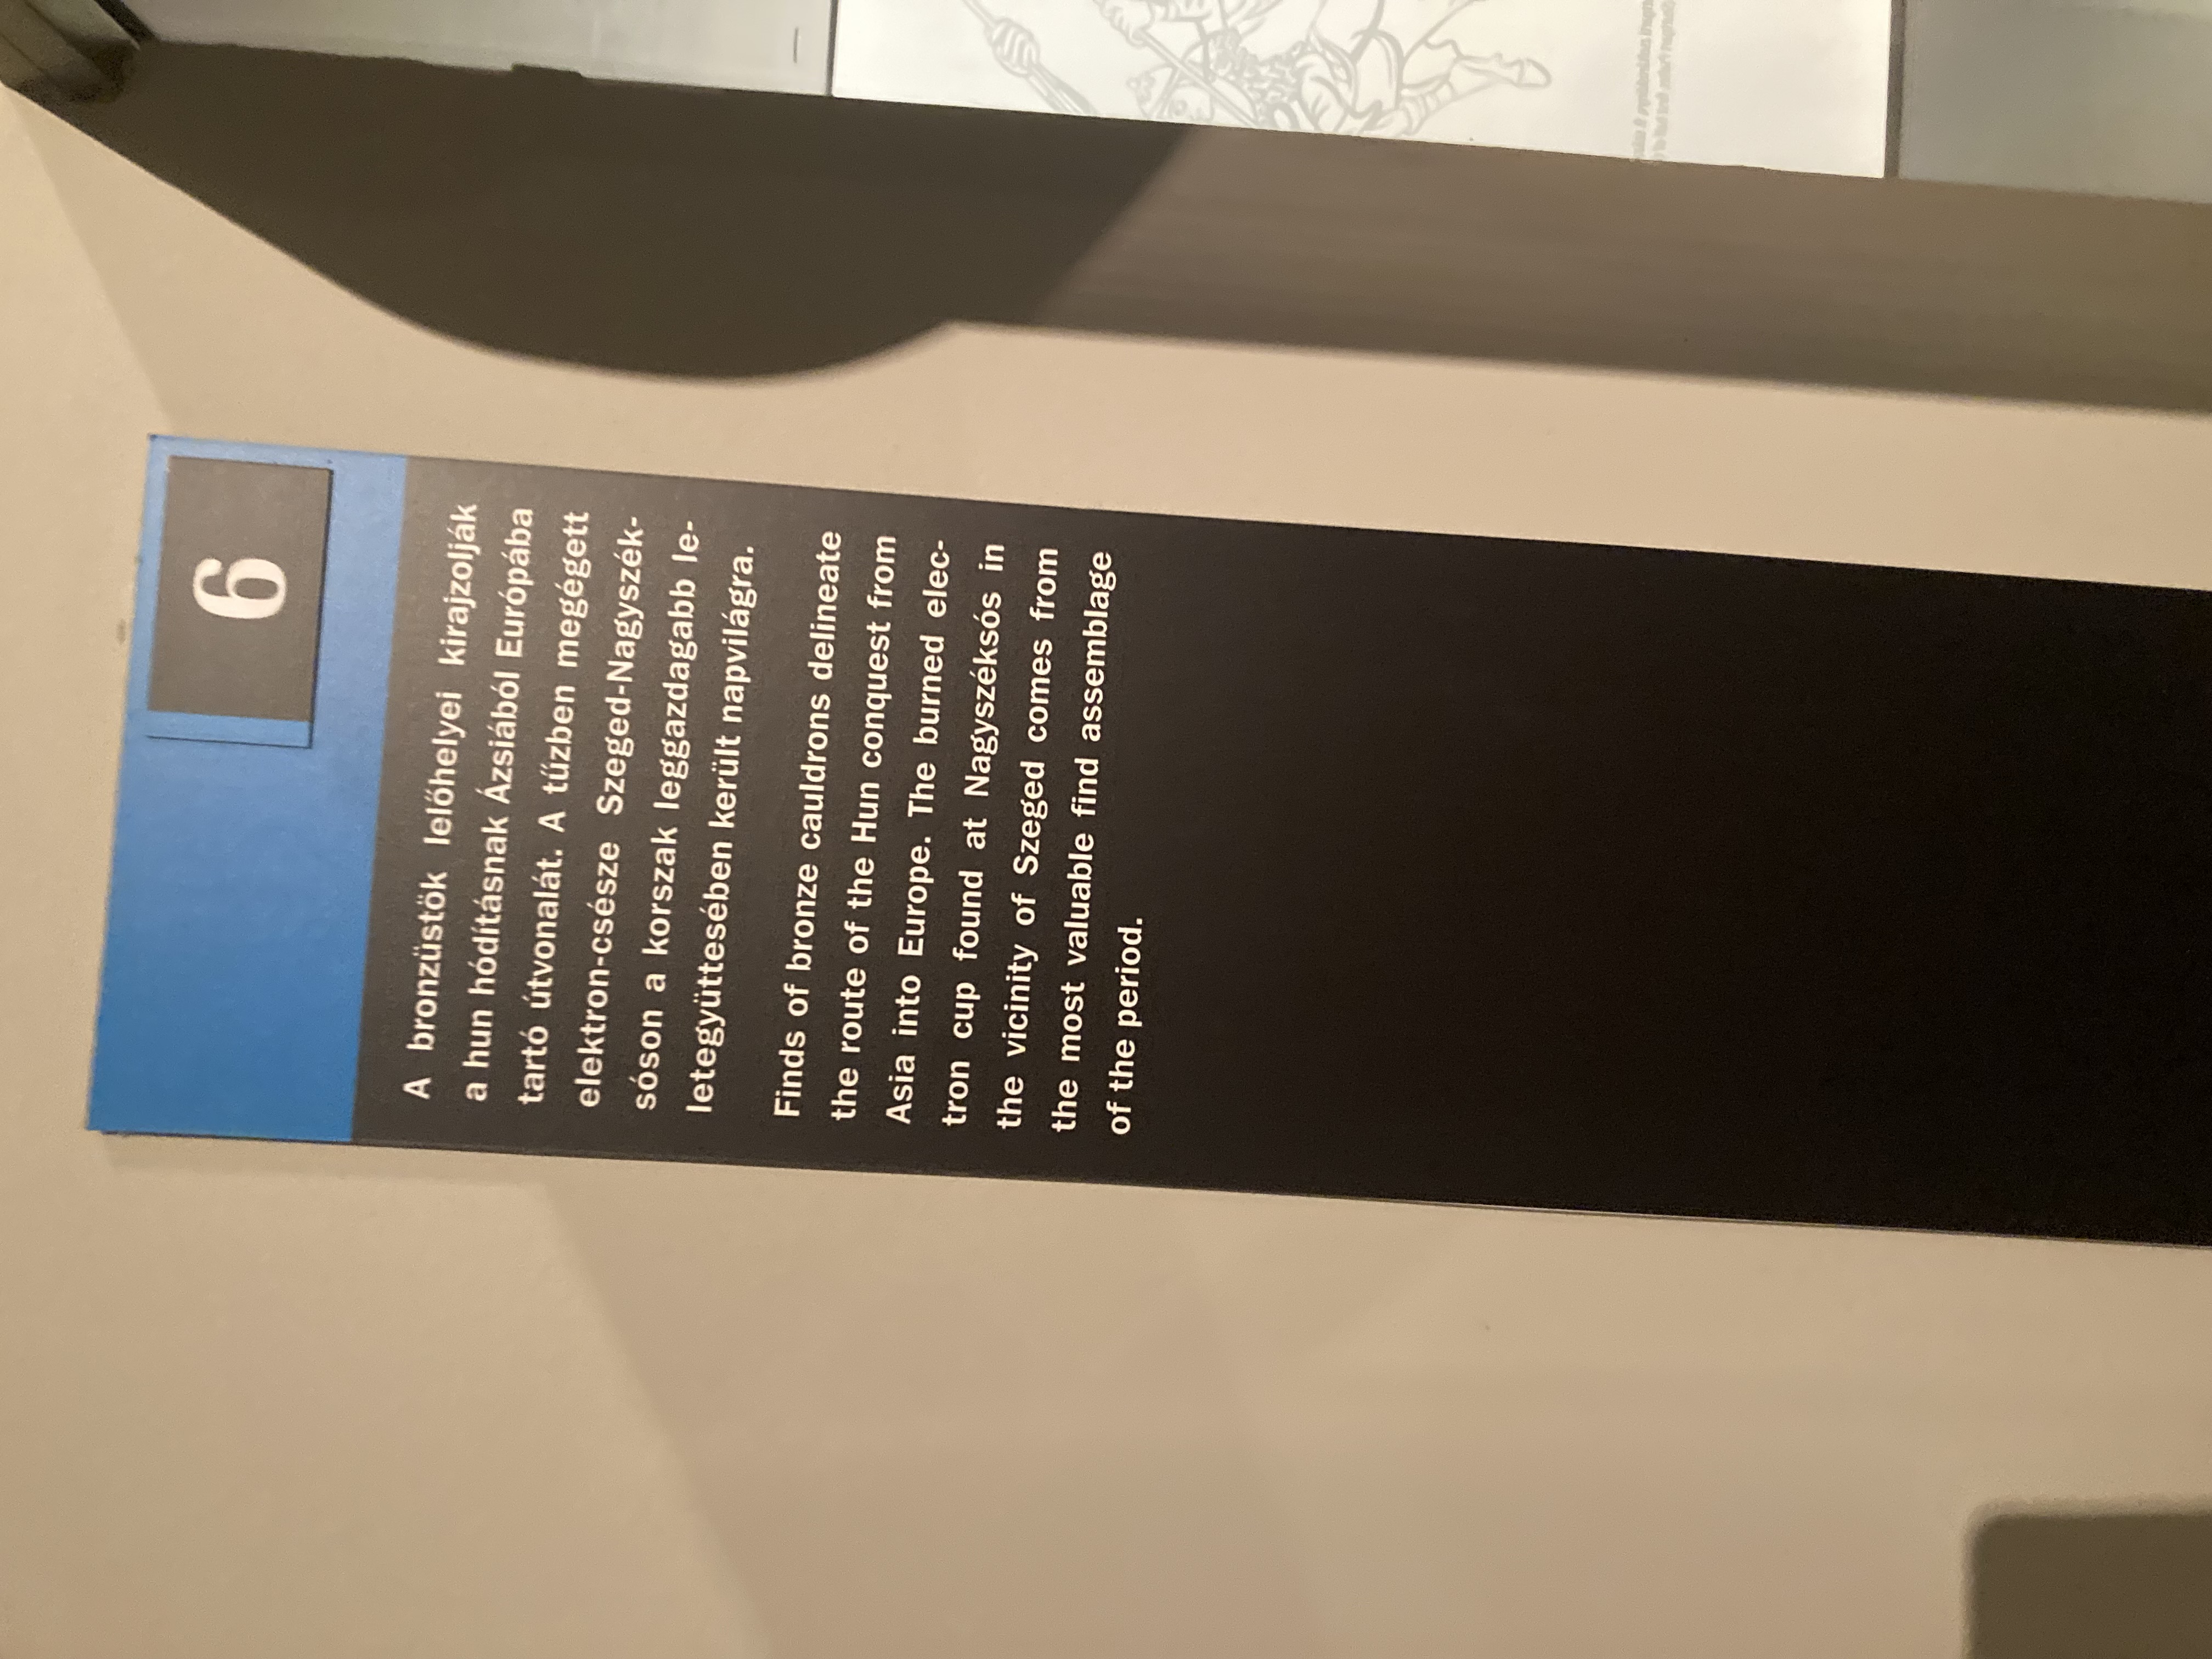 6
A bronzüstök lelőhelyei kirajzolják
a hun hódításnak Ázsiából Európába
tartó útvonalát. A tűzben megégett
elektron-csésze Szeged-Nagyszék-
sóson a korszak leggazdagabb le-
letegyüttesében került napvilágra.
Finds of bronze cauldrons delineate
the route of the Hun conquest from
Asia into Europe. The burned elec-
tron cup found at Nagyszéksós in
the vicinity of Szeged comes from
the most valuable find assemblage
of the period.